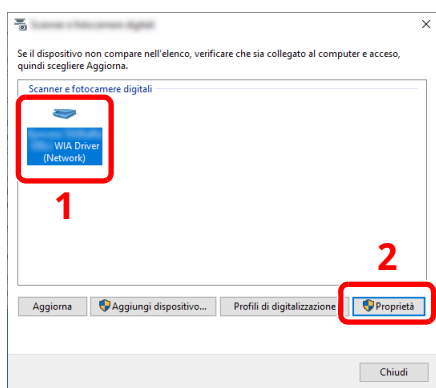 Se il dispositivo non compare nell'elenco, verificare che sia collegato al computer e acceso,
quindi scegliere Aggiorna.
Scanner e fotocamere digitali
WIA Driver
(Network)
1
2
Aggiorna
Aggiungi dispositivo...
Profili di digitalizzazione
Proprietà
Chiudi